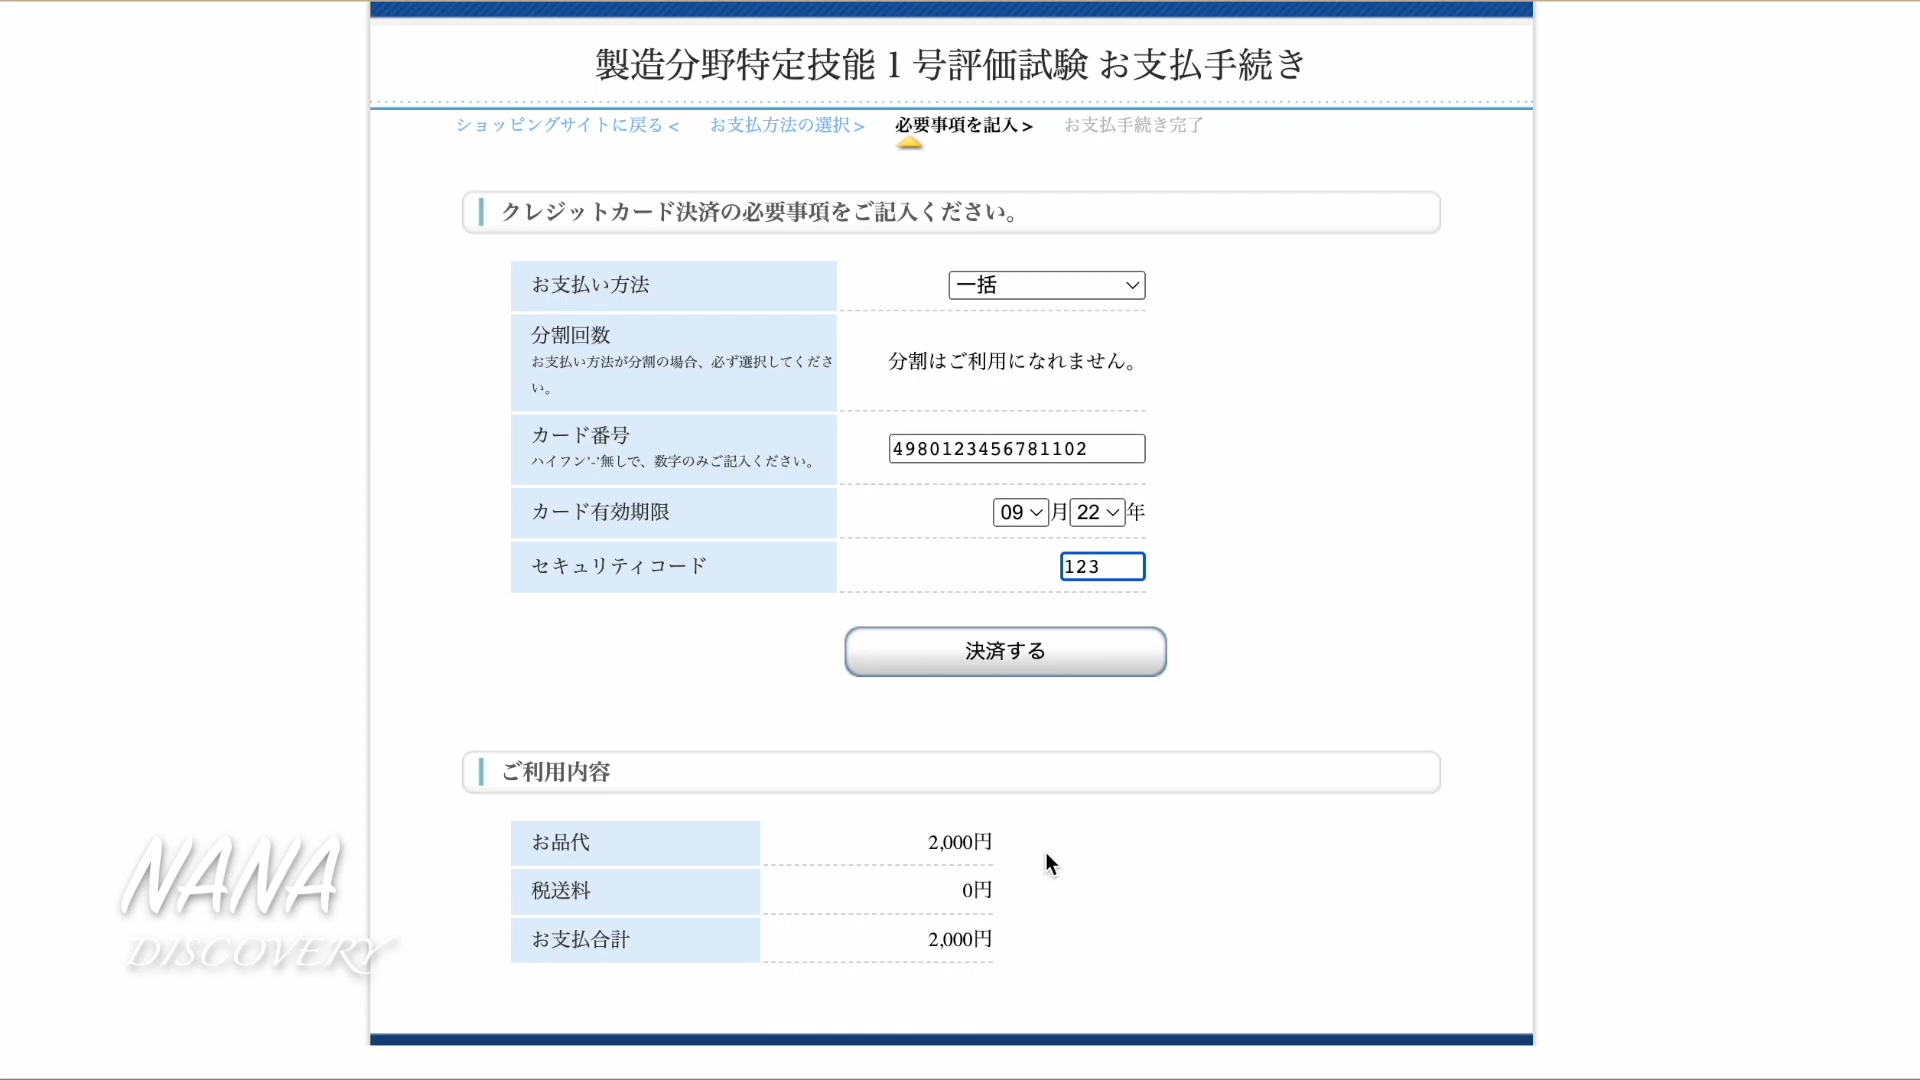 製造分野特定技能1号評価試験 お支払手続き
ショッピングサイトに戻る < お支払方法の選択 > 必要事項を記入 > お支払手続き完了
クレジットカード決済の必要事項をご記入ください。
お支払い方法 一括
分割回数
お支払い方法が分割の場合、必ず選択してくださ
い。
分割はご利用になれません。
カード番号
ハイフン'-'無しで、数字のみご記入ください。
4980123456781102
カード有効期限 09 月 22 年
セキュリティコード 123
決済する
ご利用内容
お品代 2,000円
税送料 0円
お支払合計 2,000円
NANA
DISCOVERY